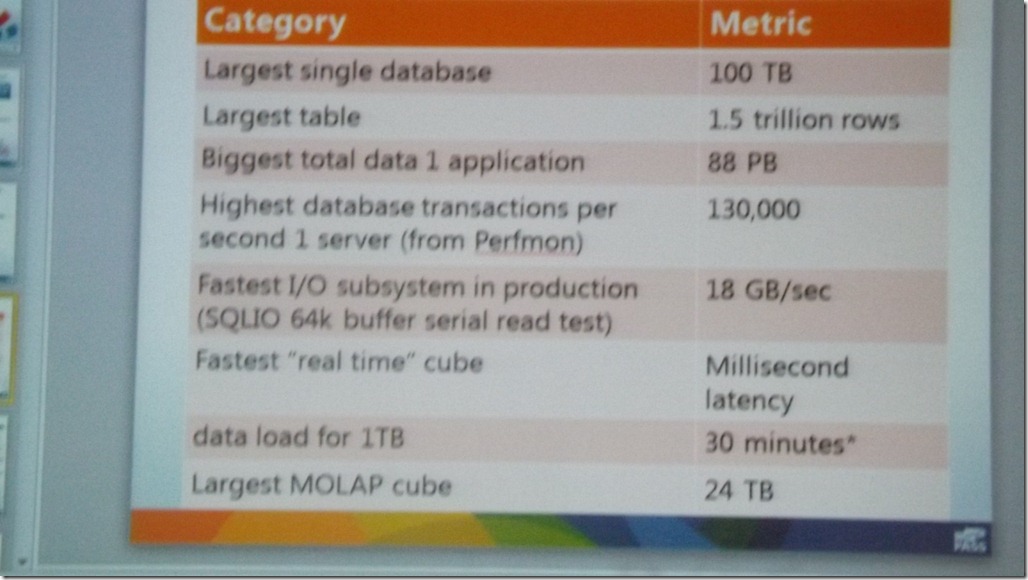 Category Metric
Largest single database 100 TB
Largest table 1.5 trillion rows
Biggest total data 1 application 88 PB
Highest database transactions per 130,000
second 1 server (from Perfmon)
Fastest I/O subsystem in production 18 GB/sec
(SQLIO 64k buffer serial read test)
Fastest "real time" cube Millisecond
latency
data load for 1TB 30 minutes*
Largest MOLAP cube 24 TB
PASS